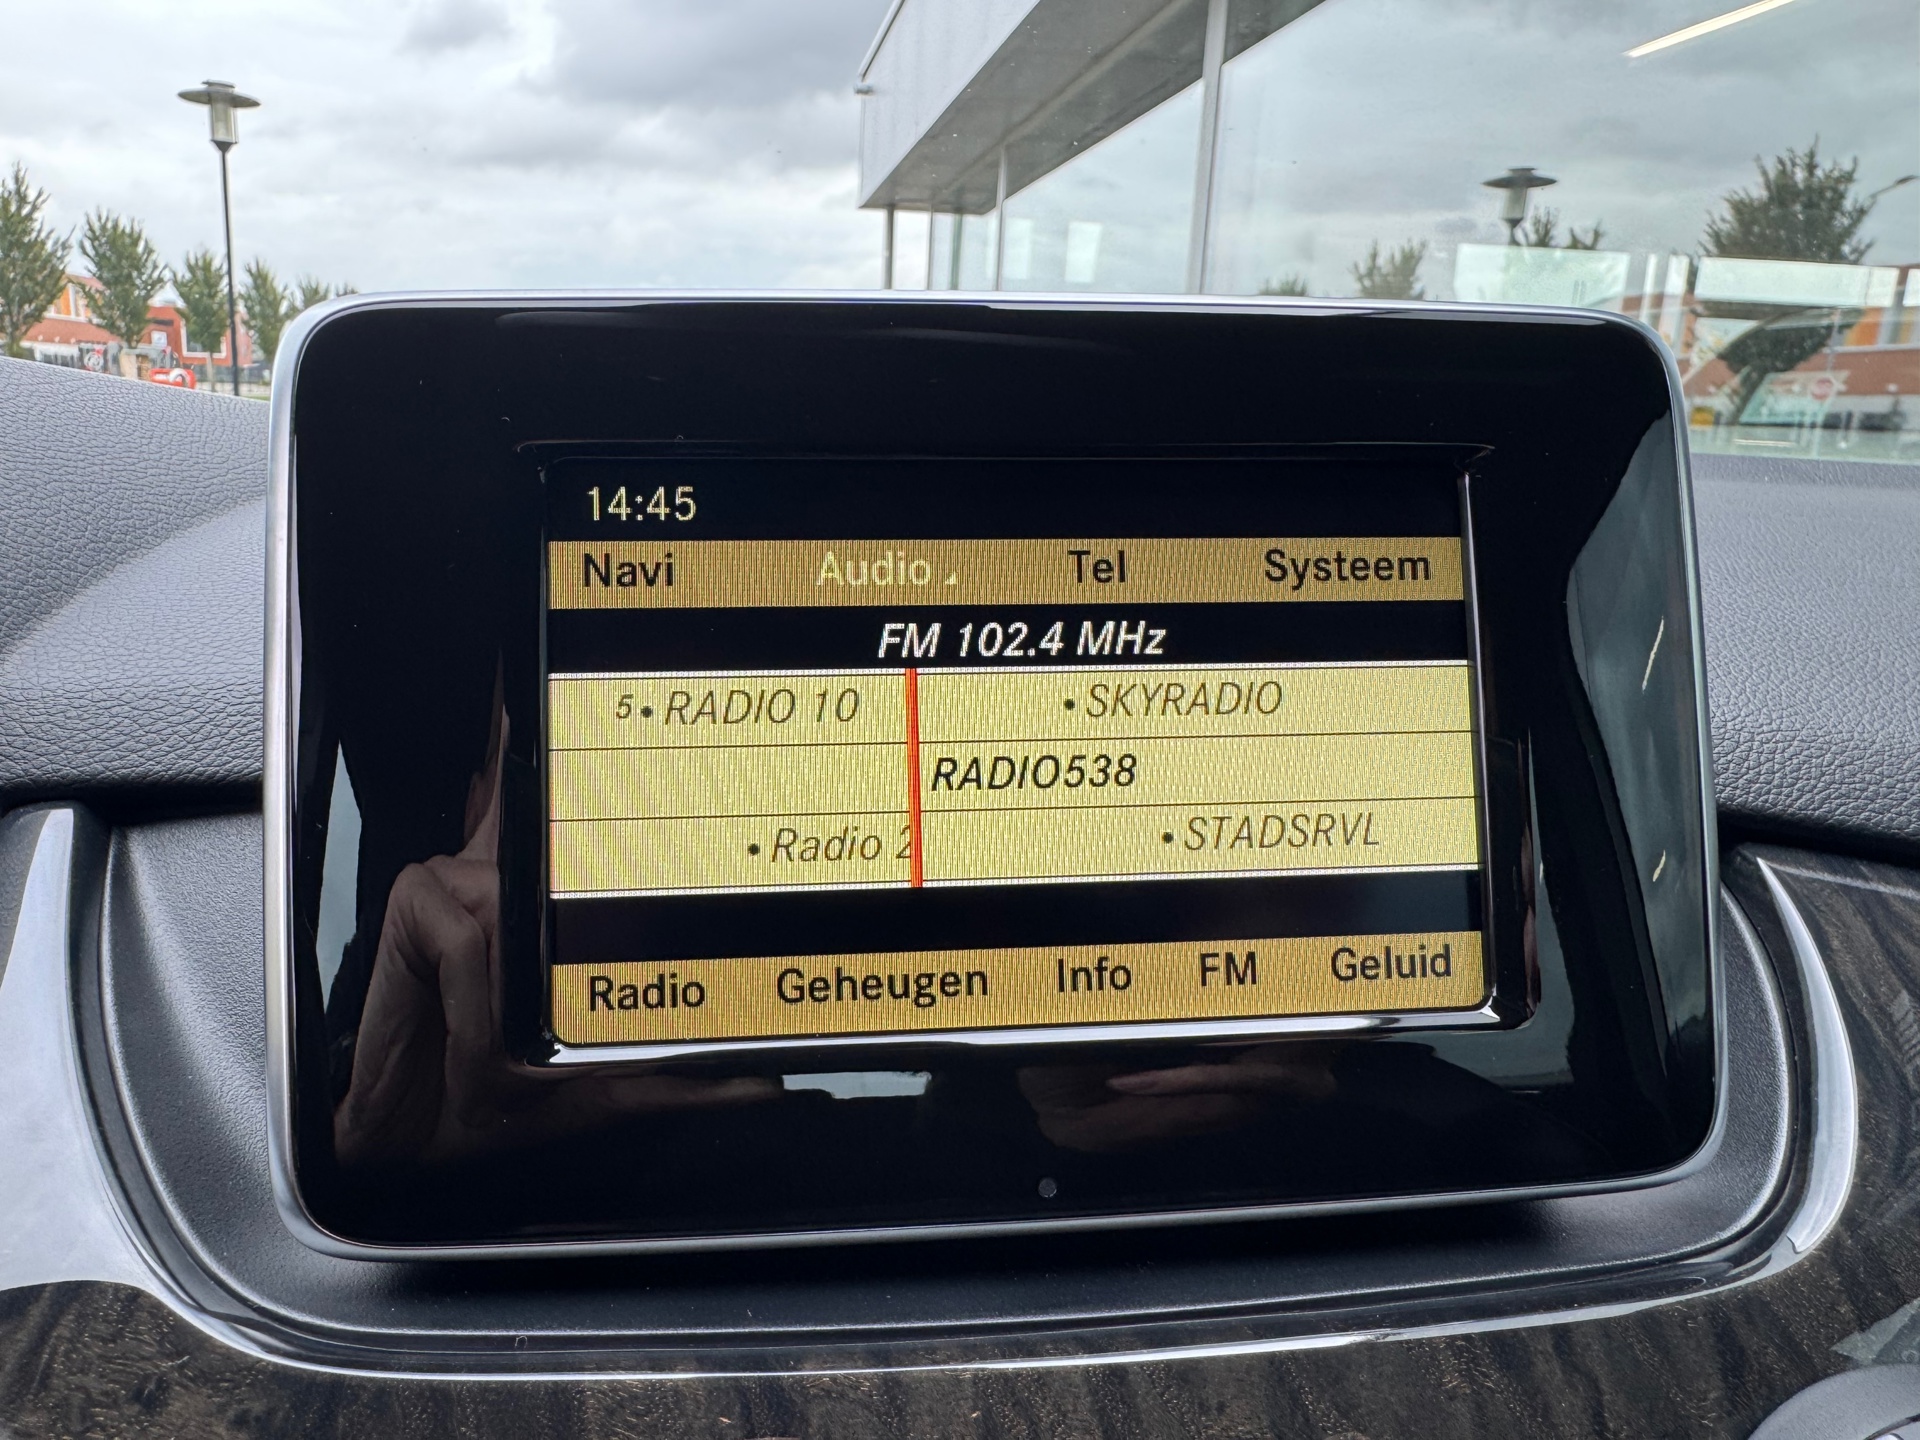 14:45
Navi Audio Tel Systeem
FM 102.4 MHz
5•RADIO 10 •SKYRADIO
RADIO538
•Radio 2 •STADSRVL
Radio Geheugen Info FM Geluid